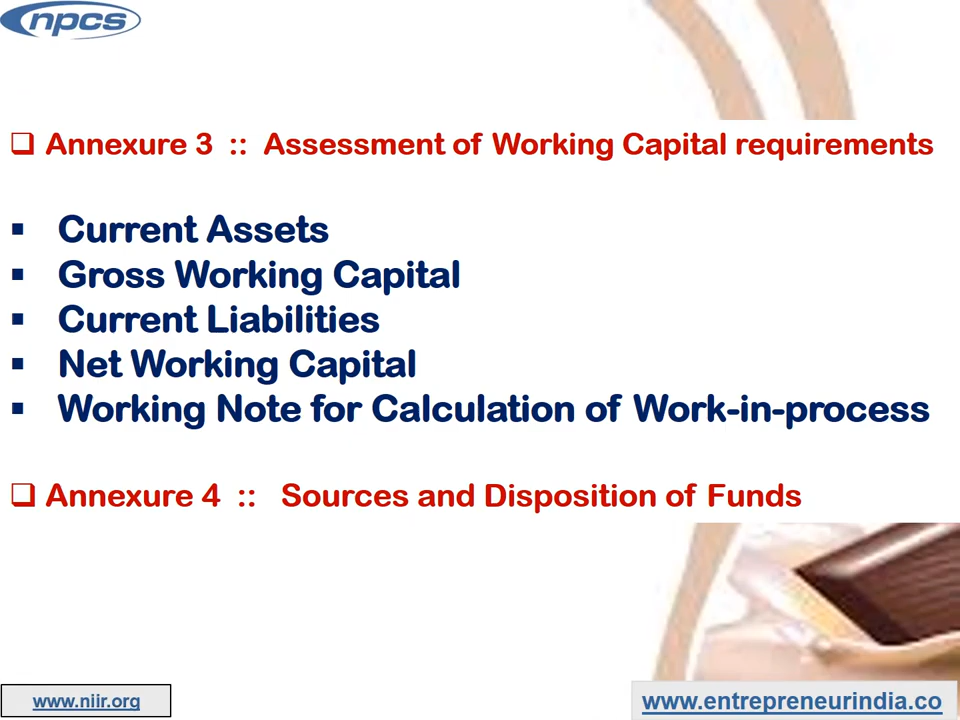 npcs
Annexure 3 :: Assessment of Working Capital requirements
Current Assets
Gross Working Capital
Current Liabilities
Net Working Capital
Working Note for Calculation of Work-in-process
Annexure 4 :: Sources and Disposition of Funds
www.niir.org
www.entrepreneurindia.co